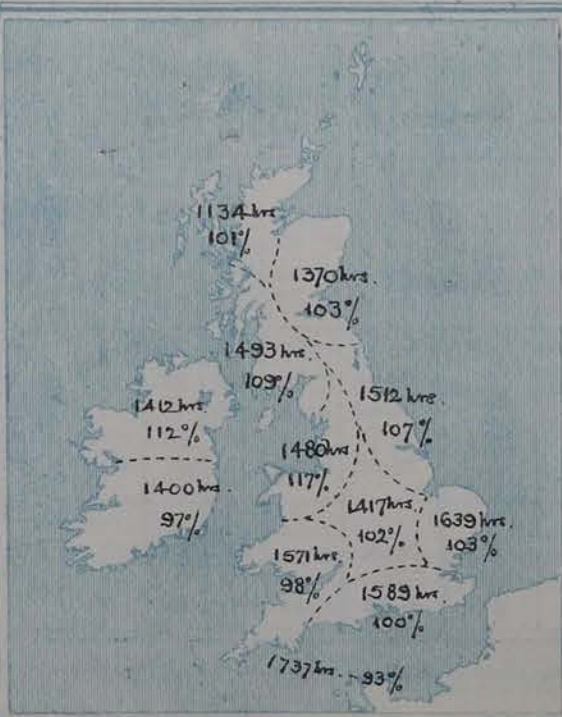 1134 hrs
101%
1370 hrs.
103%
1493 hrs.
109%
1412 hrs.
112%
1512 hrs.
107%
1480 hrs.
117%
1400 hrs.
97%
1417 hrs.
102%
1639 hrs.
103%
1571 hrs.
98%
1589 hrs.
100%
1737 hrs. - 93%